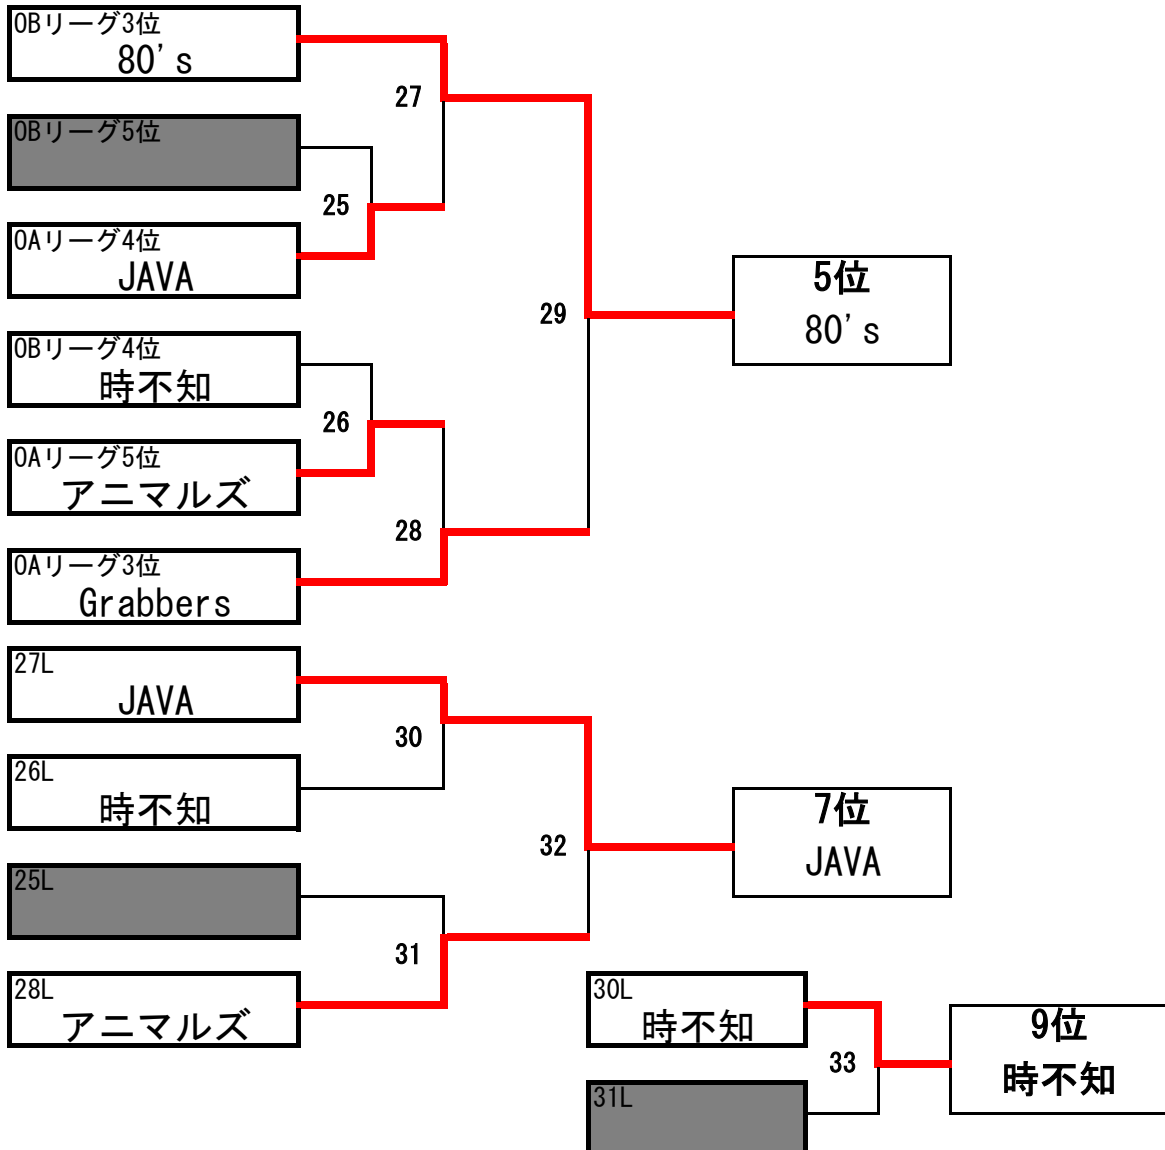 OBリーグ3位
80's
27
OBリーグ5位
25
OAリーグ4位
JAVA
5位
80's
29
OBリーグ4位
時不知
26
OAリーグ5位
アニマルズ
28
OAリーグ3位
Grabbers
27L
JAVA
30
26L
時不知
7位
JAVA
32
25L
31
28L
アニマルズ
30L
時不知
9位
時不知
33
31L